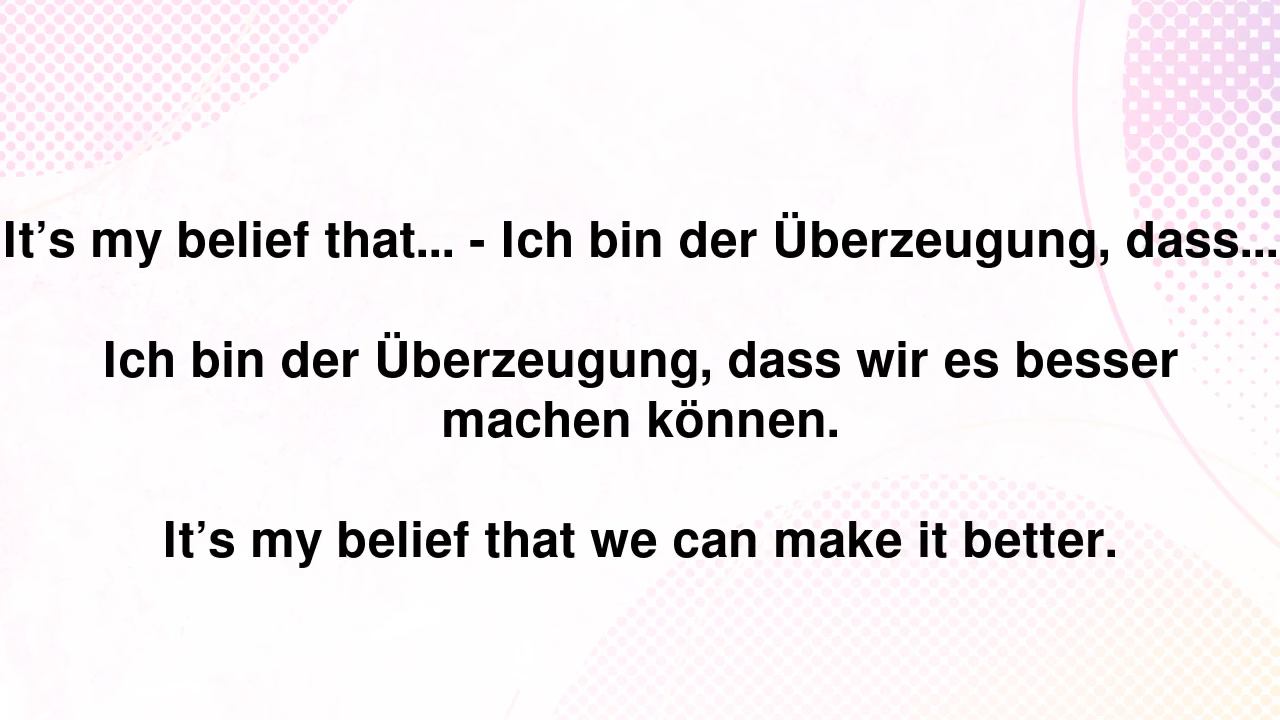 It’s my belief that... - Ich bin der Überzeugung, dass...
Ich bin der Überzeugung, dass wir es besser
machen können.
It’s my belief that we can make it better.